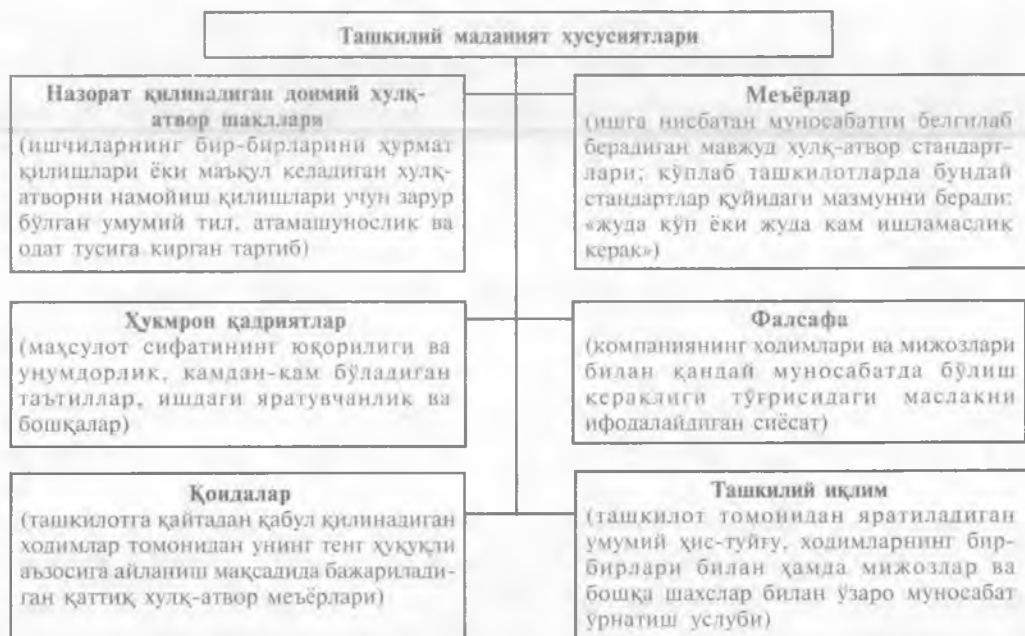 Ташкилий маданият хусусиятлари
Назорат қилинадиган доимий хулқ-
атвор шакллари
(ишчиларнинг бир-бирларини ҳурмат
қилишлари ёки маъқул келадиган хулқ-
атворни намойиш қилишлари учун зарур
бўлган умумий тил, атамашунослик ва
одат тусига кирган тартиб)
Меъёрлар
(ишга нисбатан муносабатни белгилаб
берадиган мавжуд хулқ-атвор стандарт-
лари; кўплаб ташкилотларда бундай
стандартлар қуйидаги мазмунни беради:
«жуда кўп ёки жуда кам ишламаслик
керак»)
Ҳукмрон қадриятлар
(маҳсулот сифатининг юқорилиги ва
унумдорлик, камдан-кам бўладиган
таътиллар, ишдаги яратувчанлик ва
бошқалар)
Фалсафа
(компаниянинг ходимлари ва мижозлари
билан қандай муносабатда бўлиш
кераклиги тўғрисидаги маслакни
ифодалайдиган сиёсат)
Қоидалар
(ташкилотга қайтадан қабул қилинадиган
ходимлар томонидан унинг тенг ҳуқуқли
аъзосига айланиш мақсадида бажарилади-
ган қаттиқ хулқ-атвор меъёрлари)
Ташкилий иқлим
(ташкилот томонидан яратиладиган
умумий ҳис-туйғу, ходимларнинг бир-
бирлари билан ҳамда мижозлар ва
бошқа шахслар билан ўзаро муносабат
ўрнатиш услуби)